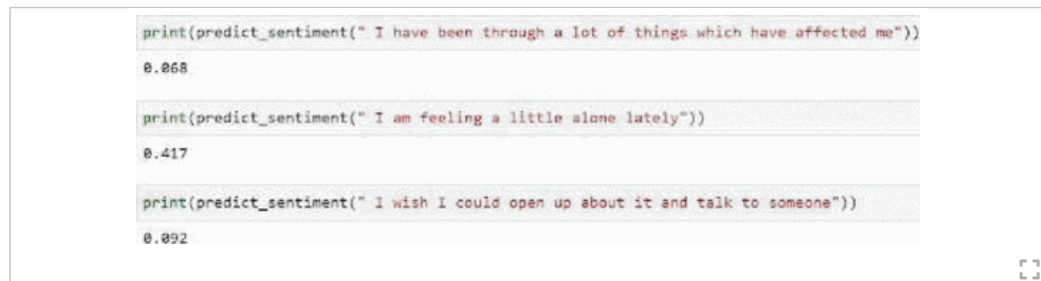 print(predict_sentiment(" I have been through a lot of things which have affected me"))
0.068
print(predict_sentiment(" I am feeling a little alone lately"))
0.417
print(predict_sentiment(" I wish I could open up about it and talk to someone"))
0.092